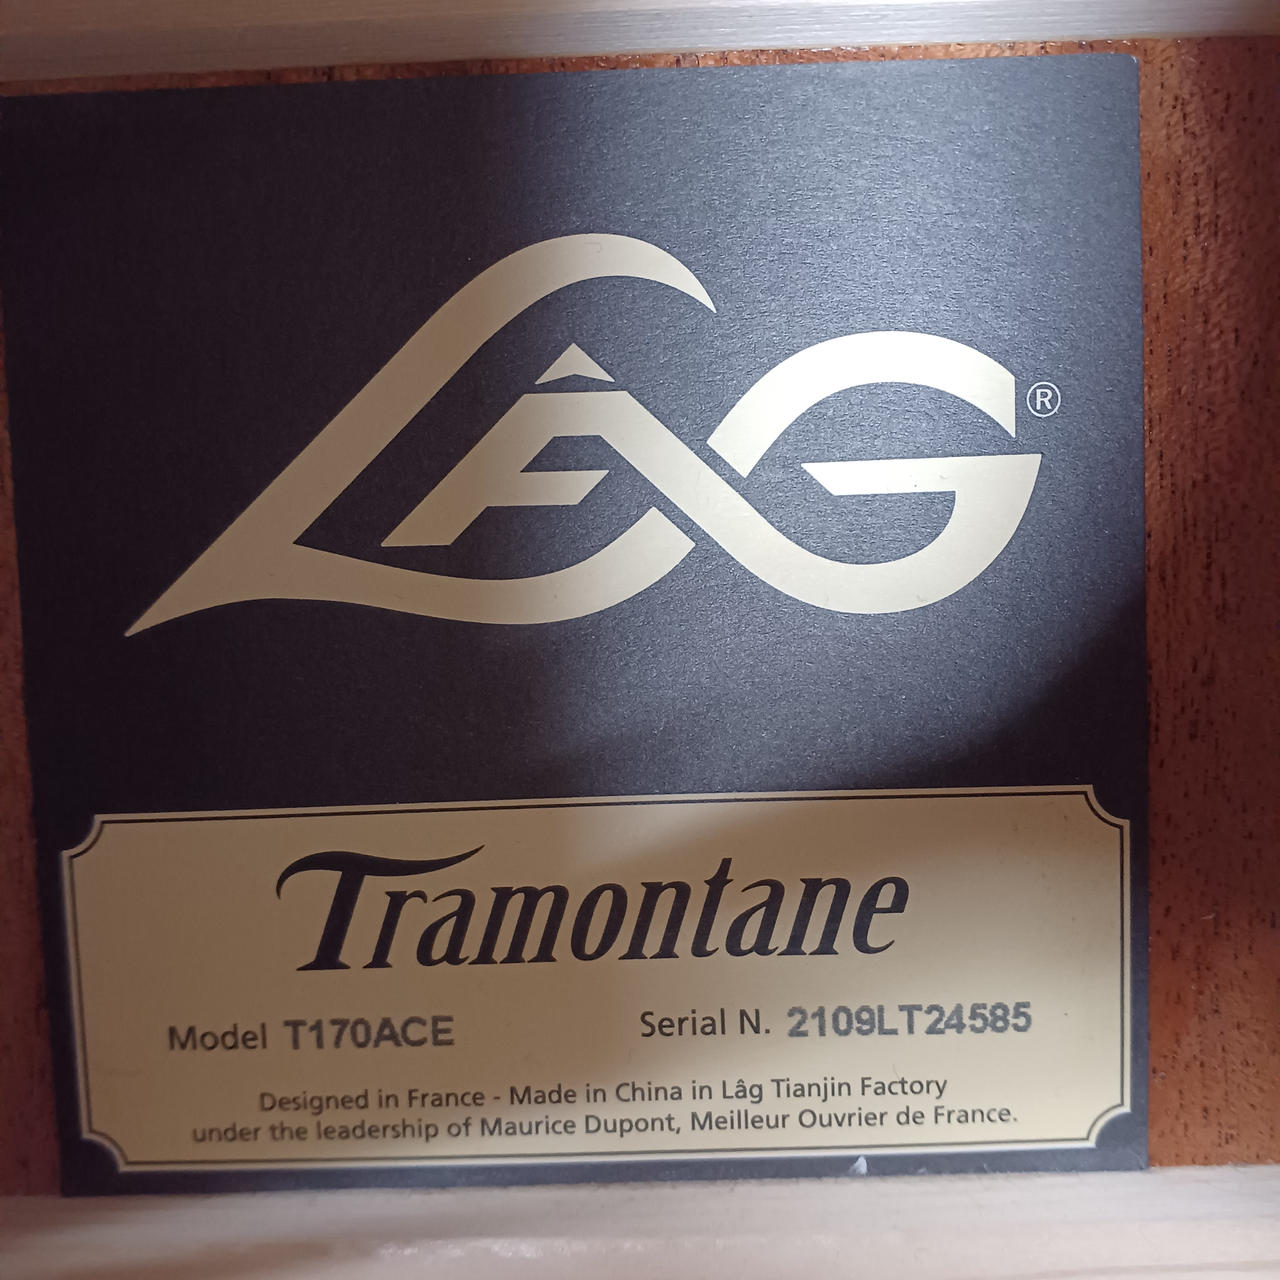 LÂG®
Tramontane
Model T170ACE Serial N. 2109LT24585
Designed in France - Made in China in Lâg Tianjin Factory
under the leadership of Maurice Dupont, Meilleur Ouvrier de France.